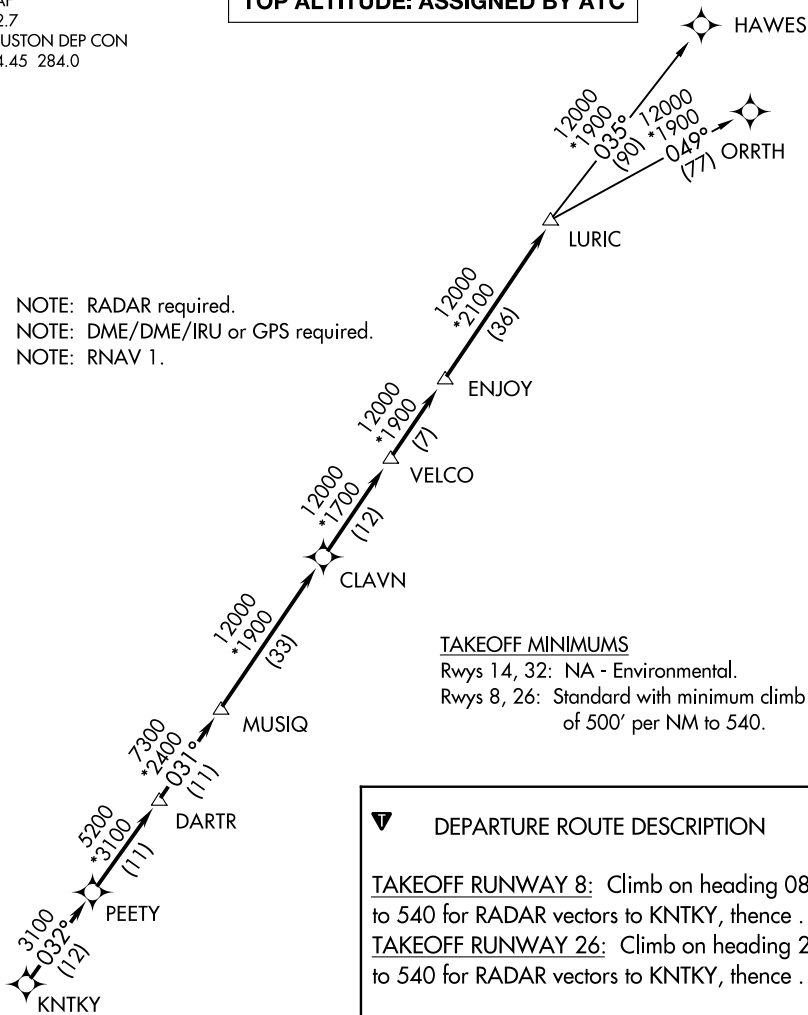 2.7
USTON DEP CON
4.45 284.0
TOP ALTITUDE: ASSIGNED BY ATC
HAWES
12000
*1900
035°
(90)
12000
*1900
049°
(77)
ORRTH
LURIC
NOTE: RADAR required.
NOTE: DME/DME/IRU or GPS required.
NOTE: RNAV 1.
12000
*2100
(36)
ENJOY
12000
*1900
(7)
VELCO
12000
*1700
(12)
CLAVN
12000
*1900
(33)
TAKEOFF MINIMUMS
Rwys 14, 32: NA - Environmental.
Rwys 8, 26: Standard with minimum climb
of 500' per NM to 540.
MUSIQ
7300
*2400
031°
(11)
DARTR
5200
*3100
(11)
PEETY
3100
032°
(12)
KNTKY
T DEPARTURE ROUTE DESCRIPTION
TAKEOFF RUNWAY 8: Climb on heading 08
to 540 for RADAR vectors to KNTKY, thence .
TAKEOFF RUNWAY 26: Climb on heading 2
to 540 for RADAR vectors to KNTKY, thence .